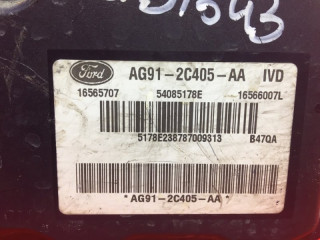 Ford AG91-2C405-AA IVD
16565707 54085178E 16566007L
5178E238787009313 B47QA
*AG91-2C405-AA*